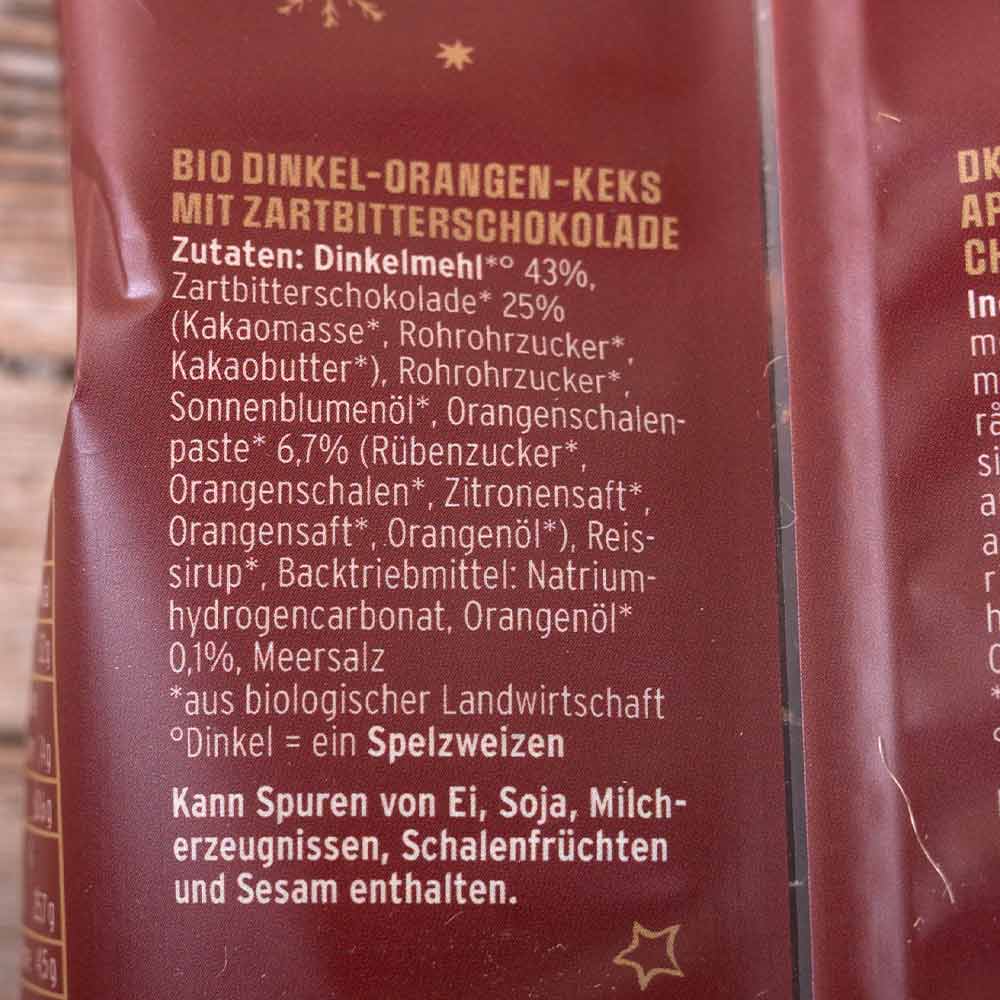 BIO DINKEL-ORANGEN-KEKS
MIT ZARTBITTERSCHOKOLADE
Zutaten: Dinkelmehl*° 43%,
Zartbitterschokolade* 25%
(Kakaomasse*, Rohrohrzucker*,
Kakaobutter*), Rohrohrzucker*,
Sonnenblumenöl*, Orangenschalen-
paste* 6,7% (Rübenzucker*,
Orangenschalen*, Zitronensaft*,
Orangensaft*, Orangenöl*), Reis-
sirup*, Backtriebmittel: Natrium-
hydrogencarbonat, Orangenöl*
0,1%, Meersalz
*aus biologischer Landwirtschaft
°Dinkel = ein Spelzweizen
Kann Spuren von Ei, Soja, Milch-
erzeugnissen, Schalenfrüchten
und Sesam enthalten.
DK